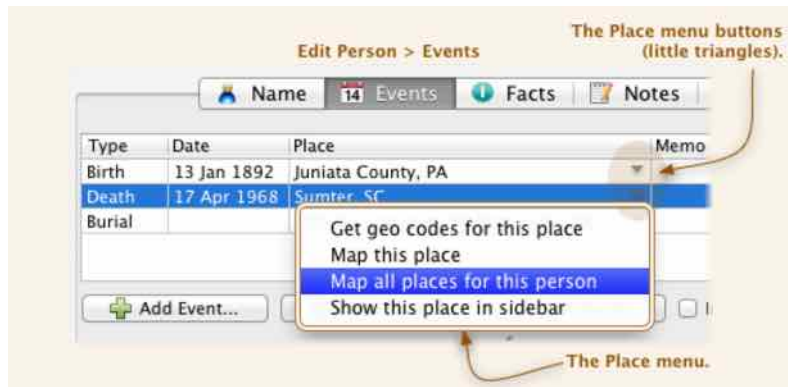 The Place menu buttons
(little triangles).
Edit Person > Events
Name 14 Events Facts Notes
Type Date Place Memo
Birth 13 Jan 1892 Juniata County, PA
Death 17 Apr 1968 Sumter, SC
Burial
Get geo codes for this place
Map this place
Map all places for this person
Show this place in sidebar
Add Event...
The Place menu.